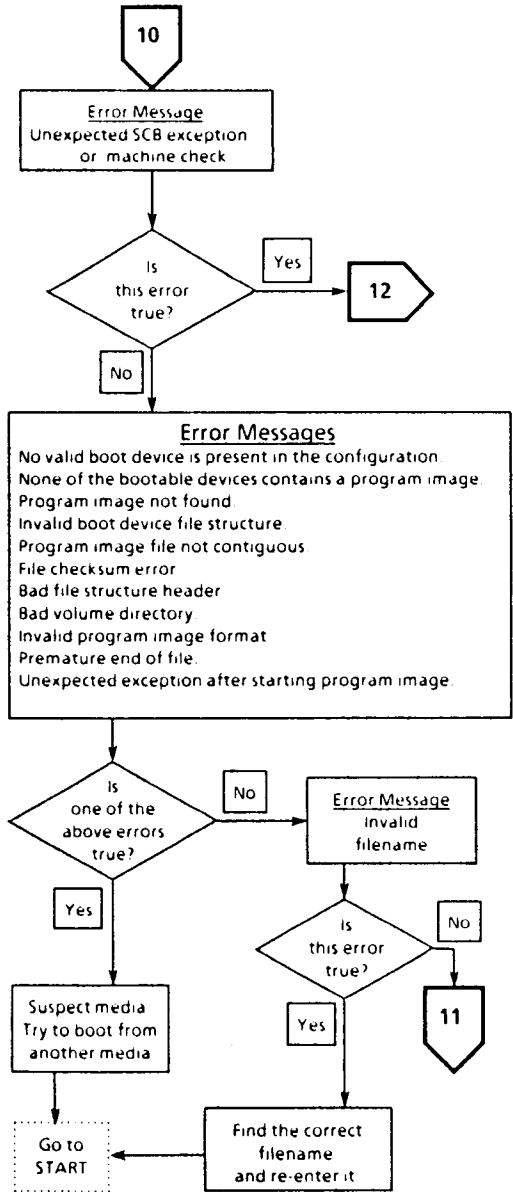 10
Error Message
Unexpected SCB exception
or machine check
Is
this error
true?
Yes
12
No
Error Messages
No valid boot device is present in the configuration.
None of the bootable devices contains a program image.
Program image not found.
Invalid boot device file structure.
Program image file not contiguous.
File checksum error
Bad file structure header
Bad volume directory.
Invalid program image format
Premature end of file.
Unexpected exception after starting program image.
Is
one of the
above errors
true?
No
Error Message
Invalid
filename
Yes
Is
this error
true?
No
11
Suspect media
Try to boot from
another media
Yes
Go to
START
Find the correct
filename
and re-enter it